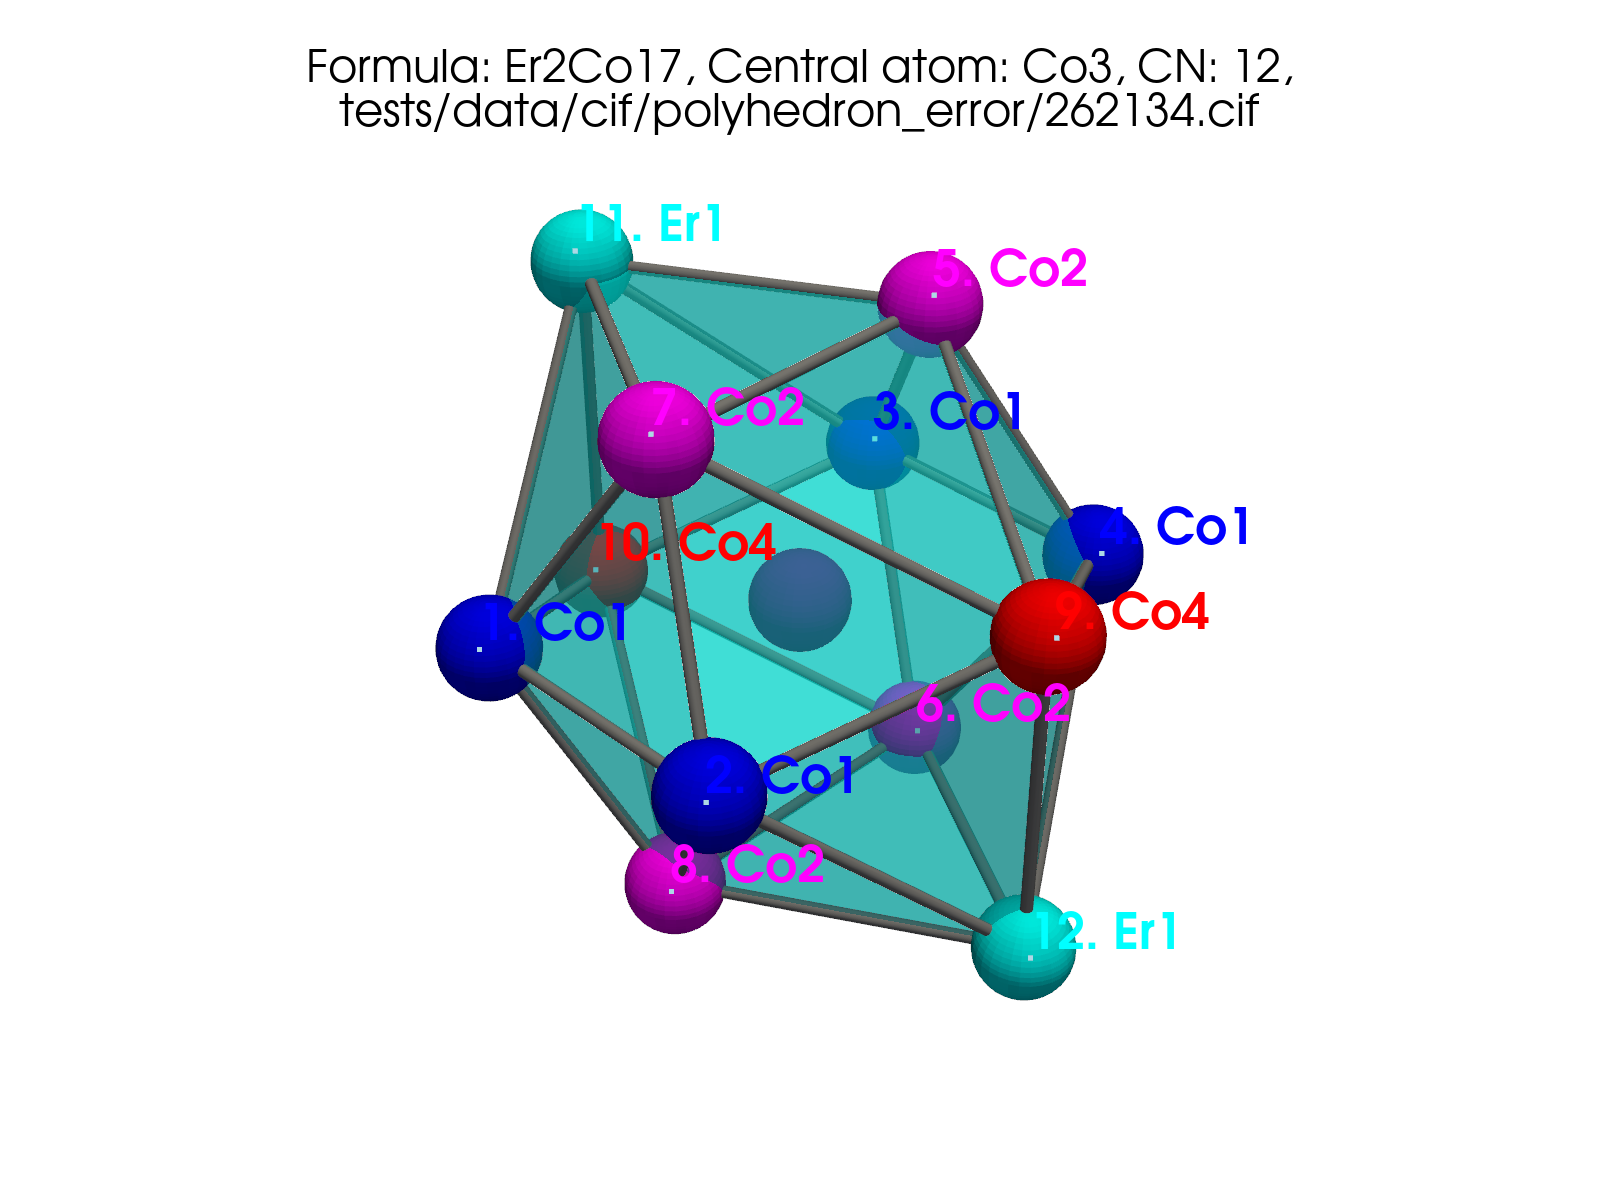 Formula: Er2Co17, Central atom: Co3, CN: 12,
tests/data/cif/polyhedron_error/262134.cif
11. Er1
5. Co2
7. Co2
3. Co1
4. Co1
10. Co4
1. Co1
9. Co4
6. Co2
2. Co1
8. Co2
12. Er1